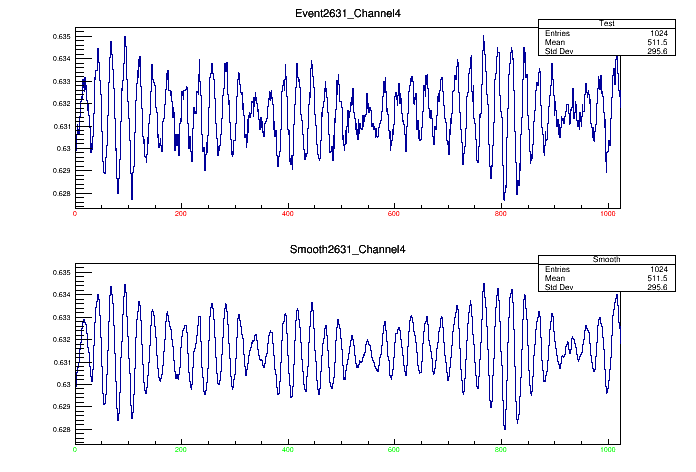 Event2631_Channel4
Test
Entries 1024
Mean 511.5
Std Dev 295.6
0.635
0.634
0.633
0.632
0.631
0.63
0.629
0.628
0 200 400 600 800 1000
Smooth2631_Channel4
Smooth
Entries 1024
Mean 511.5
Std Dev 295.6
0.635
0.634
0.633
0.632
0.631
0.63
0.629
0.628
0 200 400 600 800 1000